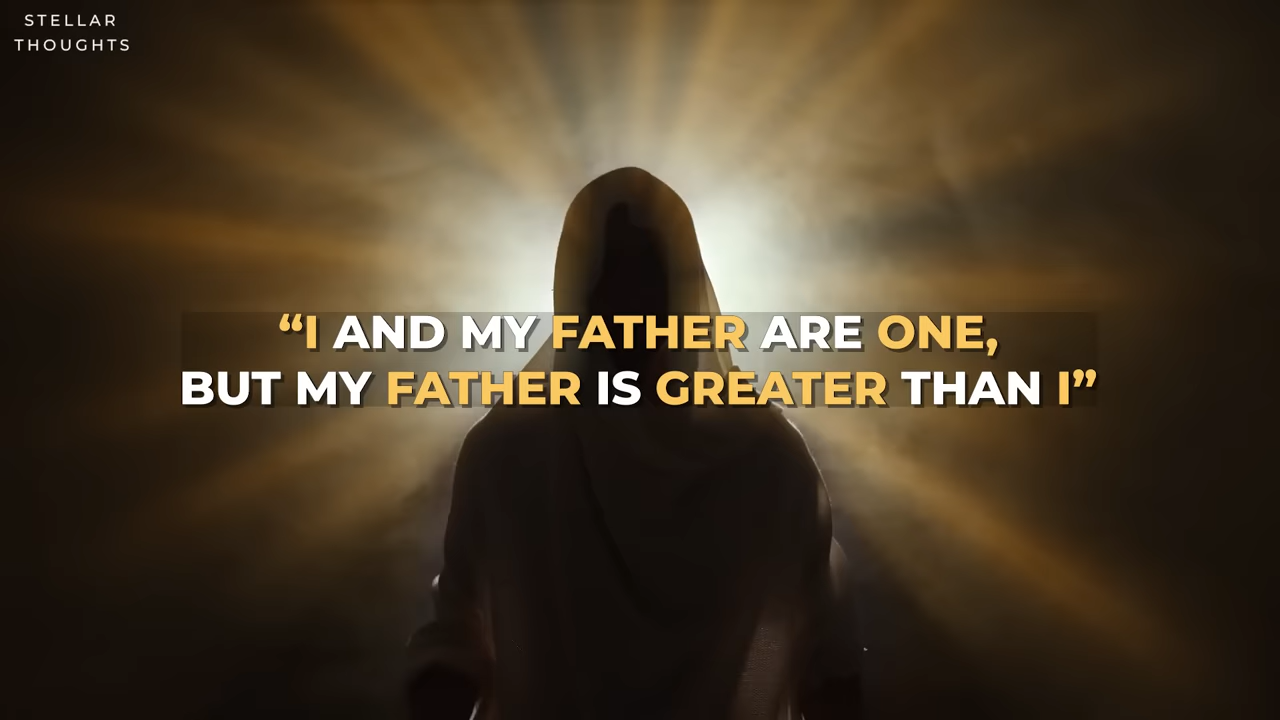 STELLAR
THOUGHTS
“I AND MY FATHER ARE ONE,
BUT MY FATHER IS GREATER THAN I”